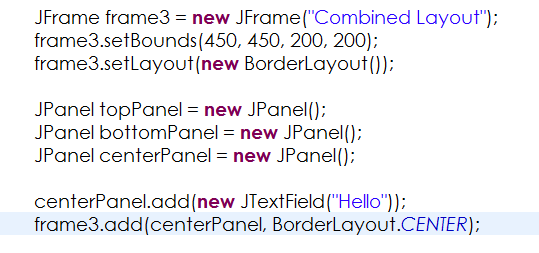 JFrame frame3 = new JFrame("Combined Layout");
frame3.setBounds(450, 450, 200, 200);
frame3.setLayout(new BorderLayout());
JPanel topPanel = new JPanel();
JPanel bottomPanel = new JPanel();
JPanel centerPanel = new JPanel();
centerPanel.add(new JTextField("Hello"));
frame3.add(centerPanel, BorderLayout.CENTER);